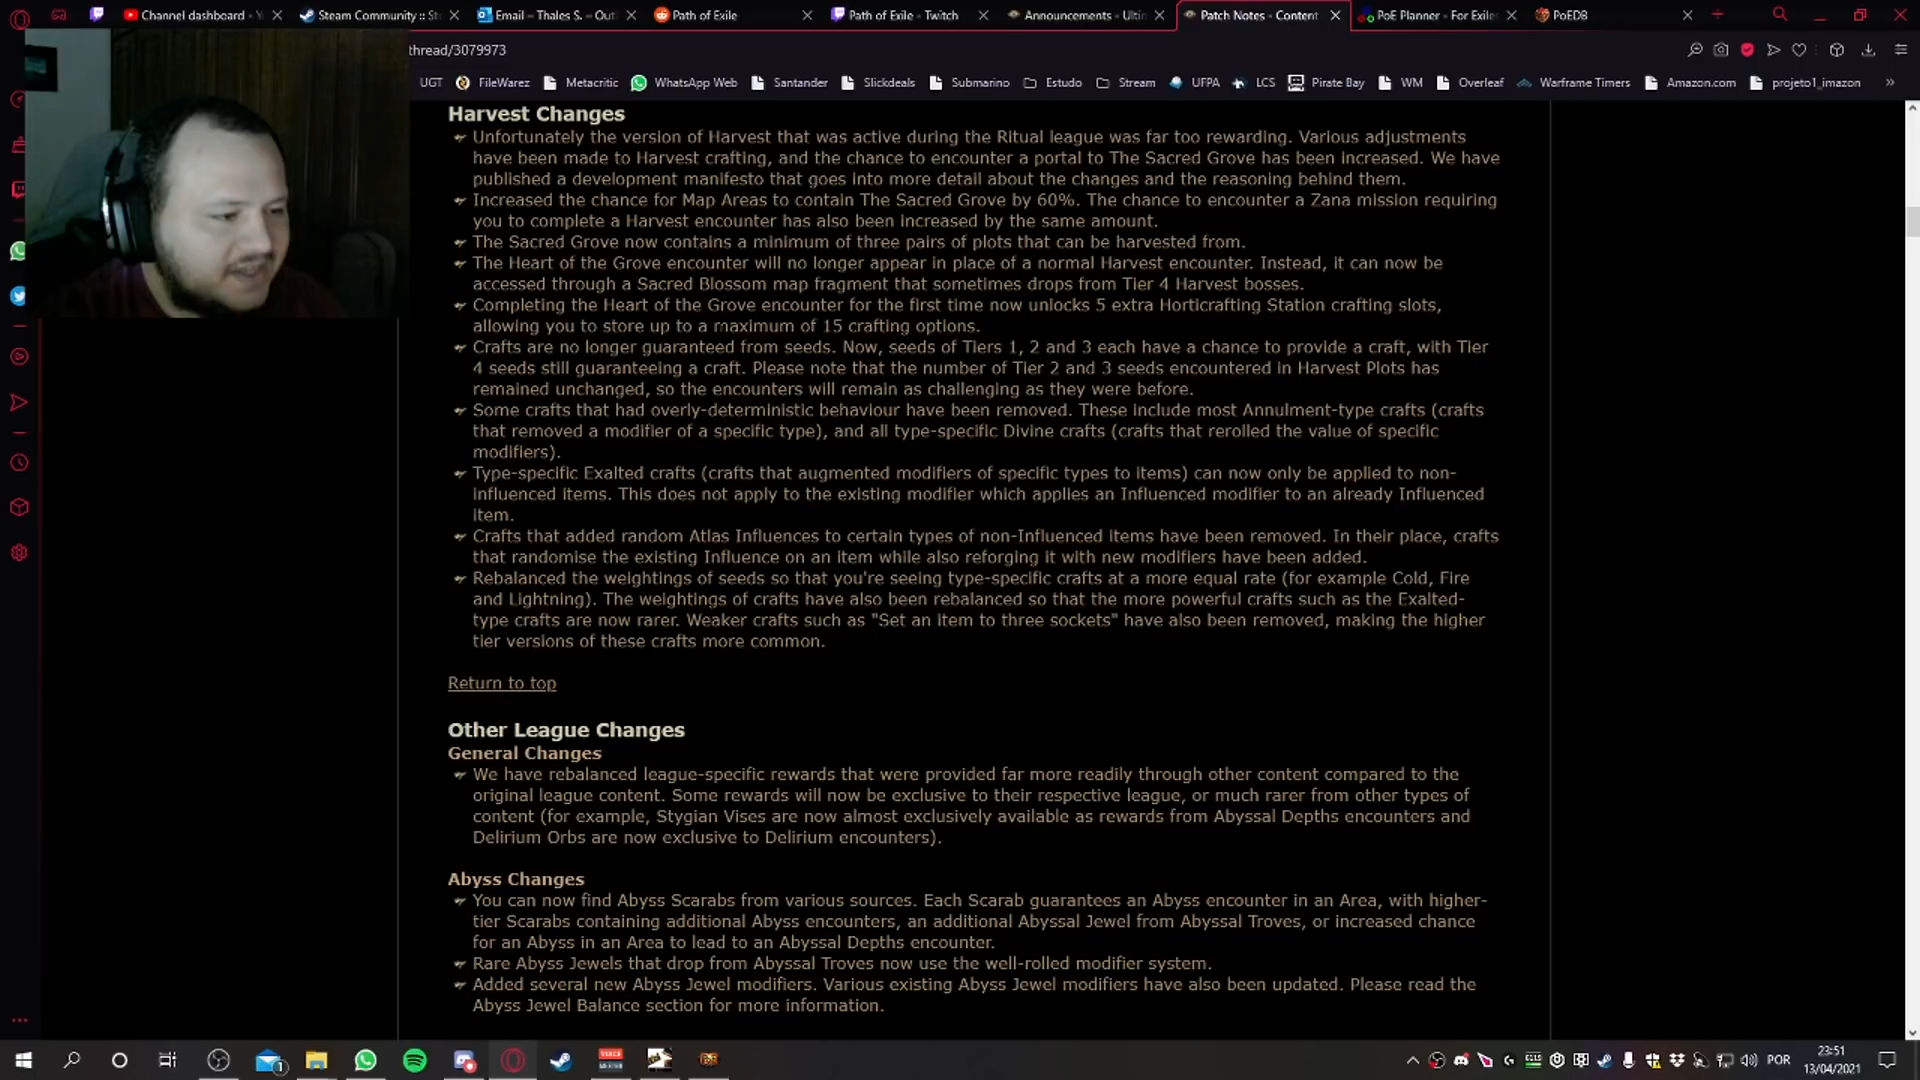 Channel dashboard - Y
Steam Community :: St
Email – Thales S. – Out
Path of Exile
Path of Exile - Twitch
Announcements - Ulti
Patch Notes - Content
PoE Planner - For Exile
PoEDB
thread/3079973
UGT FileWarez Metacritic WhatsApp Web Santander Slickdeals Submarino Estudo Stream UFPA LCS Pirate Bay WM Overleaf Warframe Timers Amazon.com projeto1_imazon »
Harvest Changes
Unfortunately the version of Harvest that was active during the Ritual league was far too rewarding. Various adjustments
have been made to Harvest crafting, and the chance to encounter a portal to The Sacred Grove has been increased. We have
published a development manifesto that goes into more detail about the changes and the reasoning behind them.
Increased the chance for Map Areas to contain The Sacred Grove by 60%. The chance to encounter a Zana mission requiring
you to complete a Harvest encounter has also been increased by the same amount.
The Sacred Grove now contains a minimum of three pairs of plots that can be harvested from.
The Heart of the Grove encounter will no longer appear in place of a normal Harvest encounter. Instead, it can now be
accessed through a Sacred Blossom map fragment that sometimes drops from Tier 4 Harvest bosses.
Completing the Heart of the Grove encounter for the first time now unlocks 5 extra Horticrafting Station crafting slots,
allowing you to store up to a maximum of 15 crafting options.
Crafts are no longer guaranteed from seeds. Now, seeds of Tiers 1, 2 and 3 each have a chance to provide a craft, with Tier
4 seeds still guaranteeing a craft. Please note that the number of Tier 2 and 3 seeds encountered in Harvest Plots has
remained unchanged, so the encounters will remain as challenging as they were before.
Some crafts that had overly-deterministic behaviour have been removed. These include most Annulment-type crafts (crafts
that removed a modifier of a specific type), and all type-specific Divine crafts (crafts that rerolled the value of specific
modifiers).
Type-specific Exalted crafts (crafts that augmented modifiers of specific types to items) can now only be applied to non-
influenced items. This does not apply to the existing modifier which applies an Influenced modifier to an already Influenced
item.
Crafts that added random Atlas Influences to certain types of non-Influenced items have been removed. In their place, crafts
that randomise the existing Influence on an item while also reforging it with new modifiers have been added.
Rebalanced the weightings of seeds so that you're seeing type-specific crafts at a more equal rate (for example Cold, Fire
and Lightning). The weightings of crafts have also been rebalanced so that the more powerful crafts such as the Exalted-
type crafts are now rarer. Weaker crafts such as "Set an item to three sockets" have also been removed, making the higher
tier versions of these crafts more common.
Return to top
Other League Changes
General Changes
We have rebalanced league-specific rewards that were provided far more readily through other content compared to the
original league content. Some rewards will now be exclusive to their respective league, or much rarer from other types of
content (for example, Stygian Vises are now almost exclusively available as rewards from Abyssal Depths encounters and
Delirium Orbs are now exclusive to Delirium encounters).
Abyss Changes
You can now find Abyss Scarabs from various sources. Each Scarab guarantees an Abyss encounter in an Area, with higher-
tier Scarabs containing additional Abyss encounters, an additional Abyssal Jewel from Abyssal Troves, or increased chance
for an Abyss in an Area to lead to an Abyssal Depths encounter.
Rare Abyss Jewels that drop from Abyssal Troves now use the well-rolled modifier system.
Added several new Abyss Jewel modifiers. Various existing Abyss Jewel modifiers have also been updated. Please read the
Abyss Jewel Balance section for more information.
POR
23:51
13/04/2021